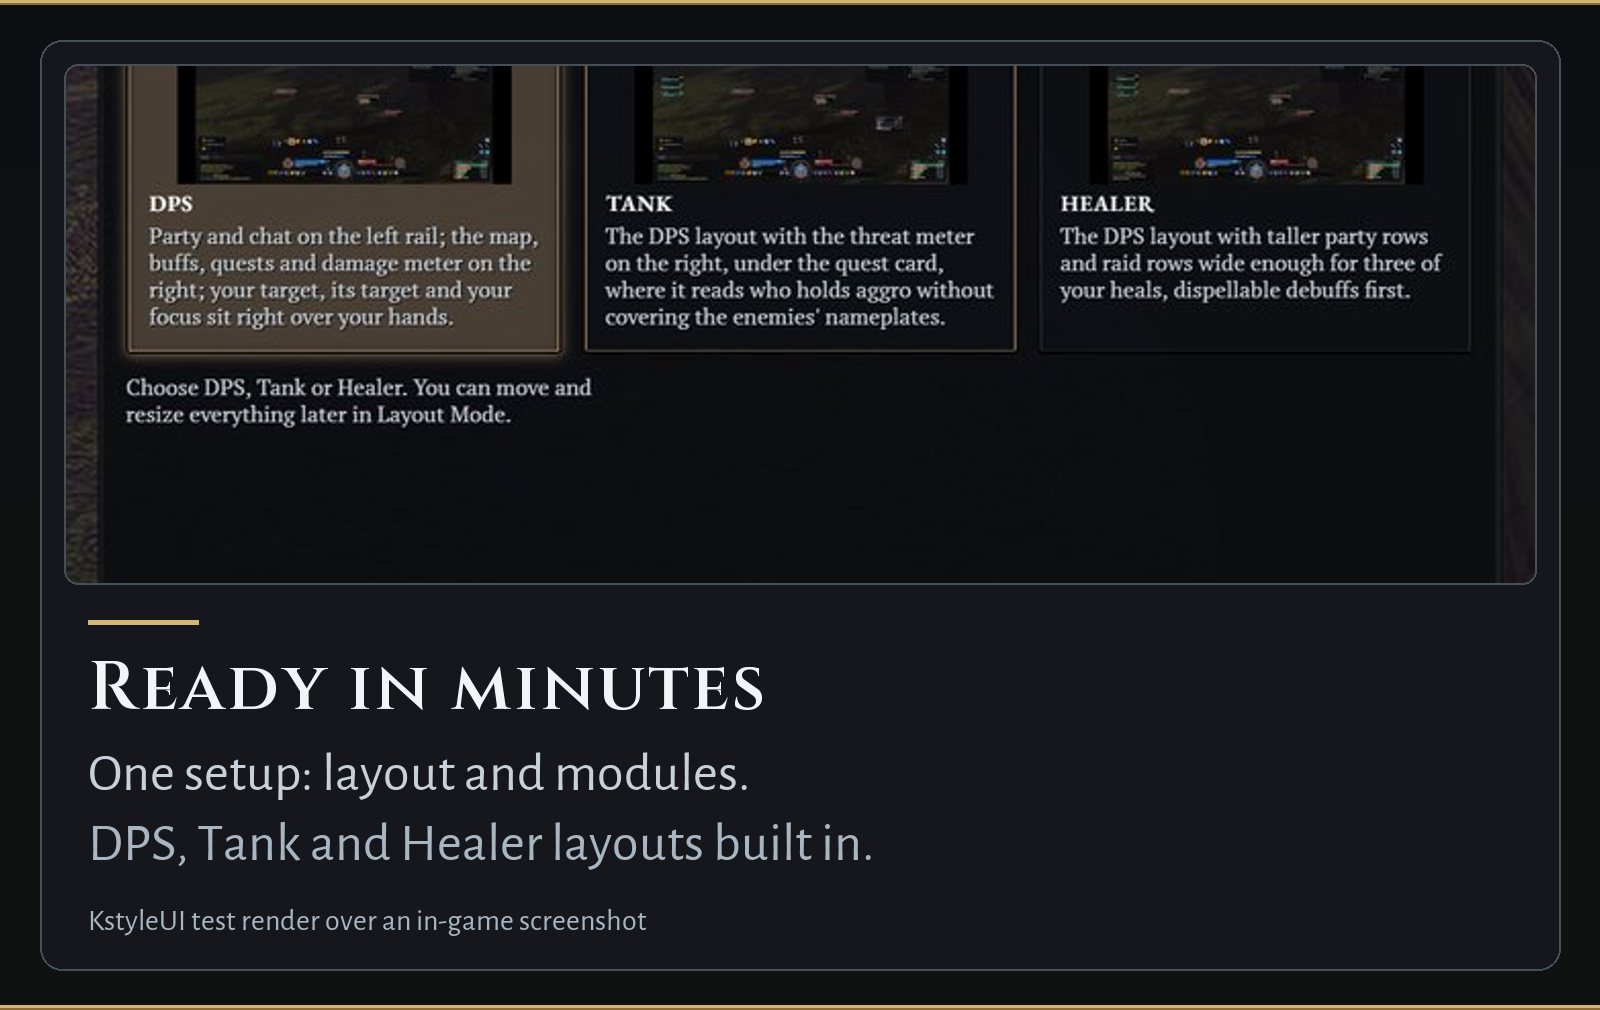 DPS
Party and chat on the left rail; the map,
buffs, quests and damage meter on the
right; your target, its target and your
focus sit right over your hands.
TANK
The DPS layout with the threat meter
on the right, under the quest card,
where it reads who holds aggro without
covering the enemies' nameplates.
HEALER
The DPS layout with taller party rows
and raid rows wide enough for three of
your heals, dispellable debuffs first.
Choose DPS, Tank or Healer. You can move and
resize everything later in Layout Mode.
READY IN MINUTES
One setup: layout and modules.
DPS, Tank and Healer layouts built in.
KstyleUI test render over an in-game screenshot